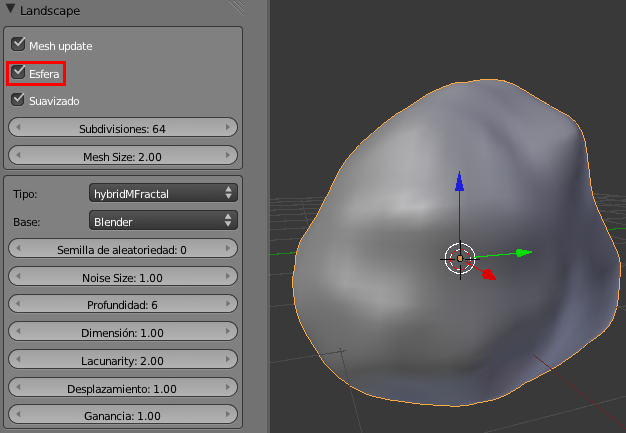 Landscape
Mesh update
Esfera
Suavizado
Subdivisiones: 64
Mesh Size: 2.00
Tipo: hybridMFractal
Base: Blender
Semilla de aleatoriedad: 0
Noise Size: 1.00
Profundidad: 6
Dimensión: 1.00
Lacunarity: 2.00
Desplazamiento: 1.00
Ganancia: 1.00